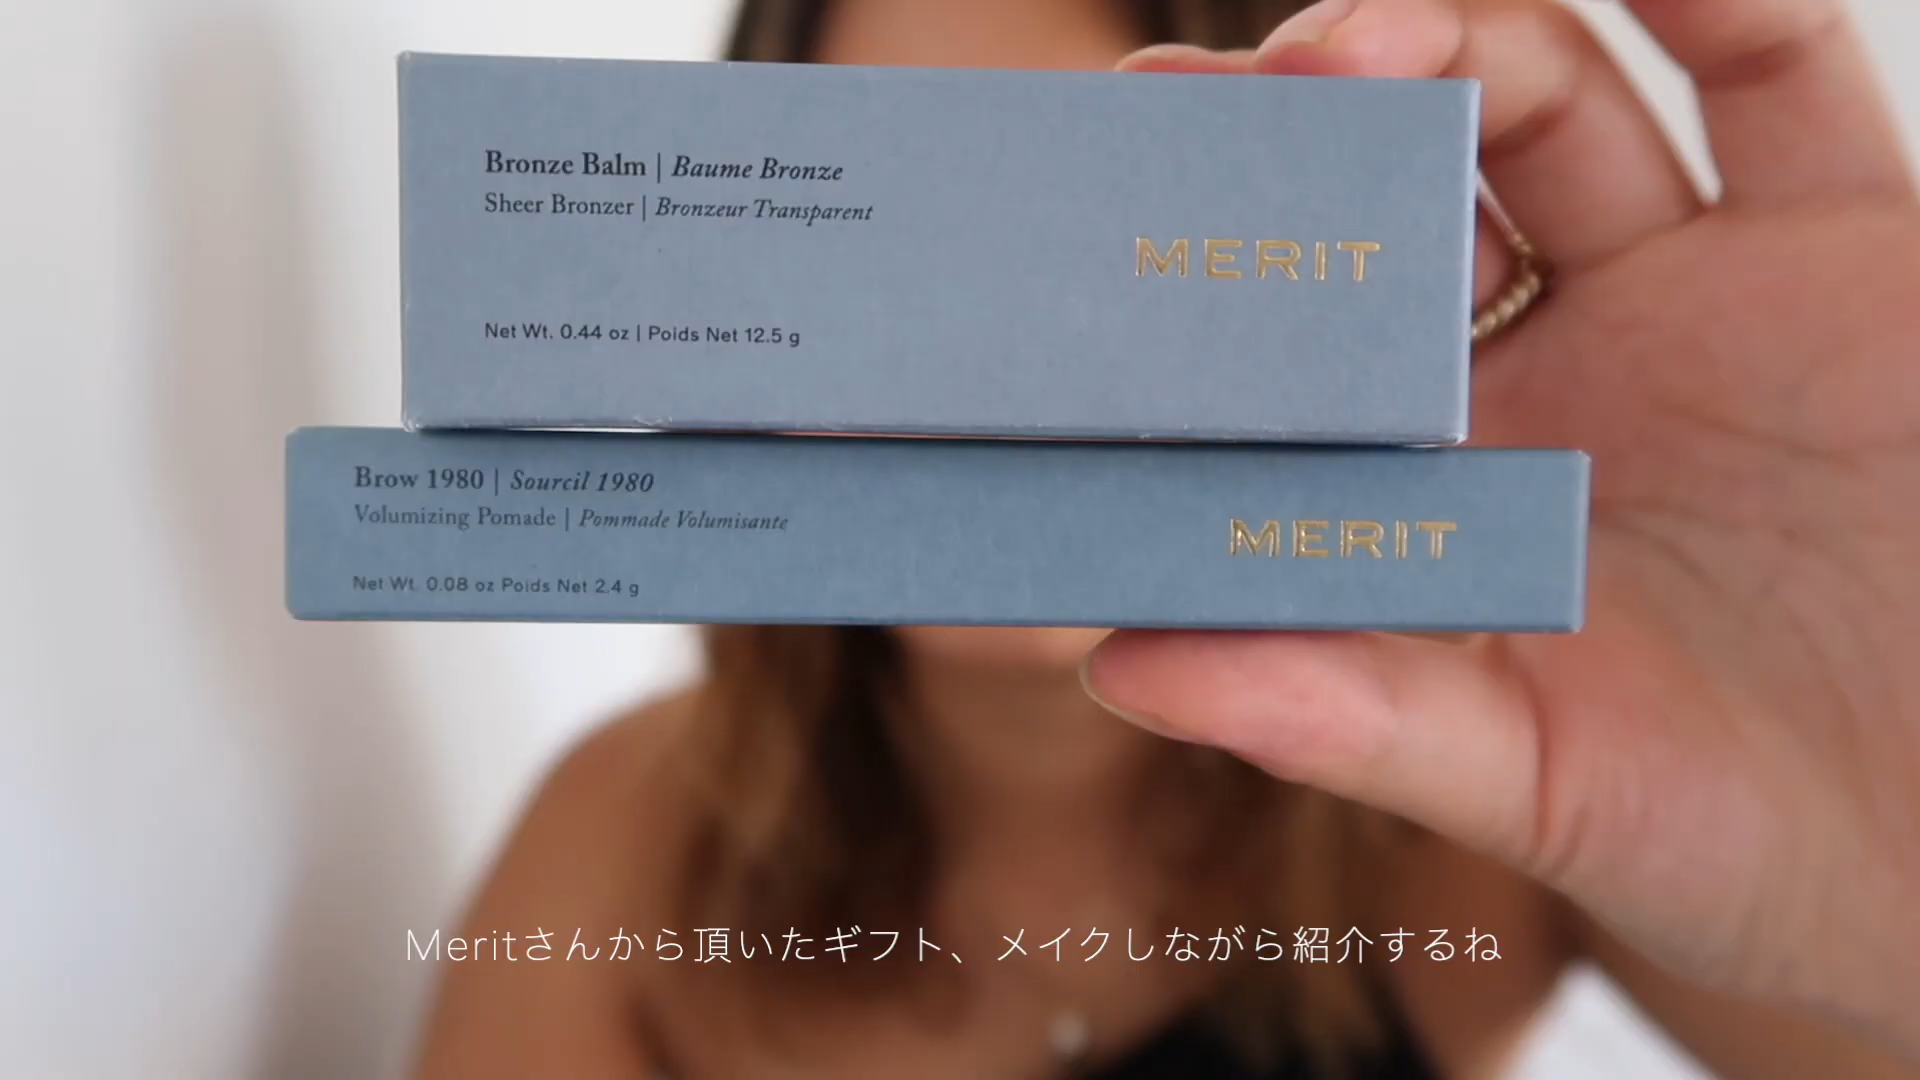 Bronze Balm | Baume Bronze
Sheer Bronzer | Bronzeur Transparent
MERIT
Net Wt. 0.44 oz | Poids Net 12.5 g
Brow 1980 | Sourcil 1980
Volumizing Pomade | Pommade Volumisante
MERIT
Net Wt. 0.08 oz Poids Net 2.4 g
Meritさんから頂いたギフト、メイクしながら紹介するね